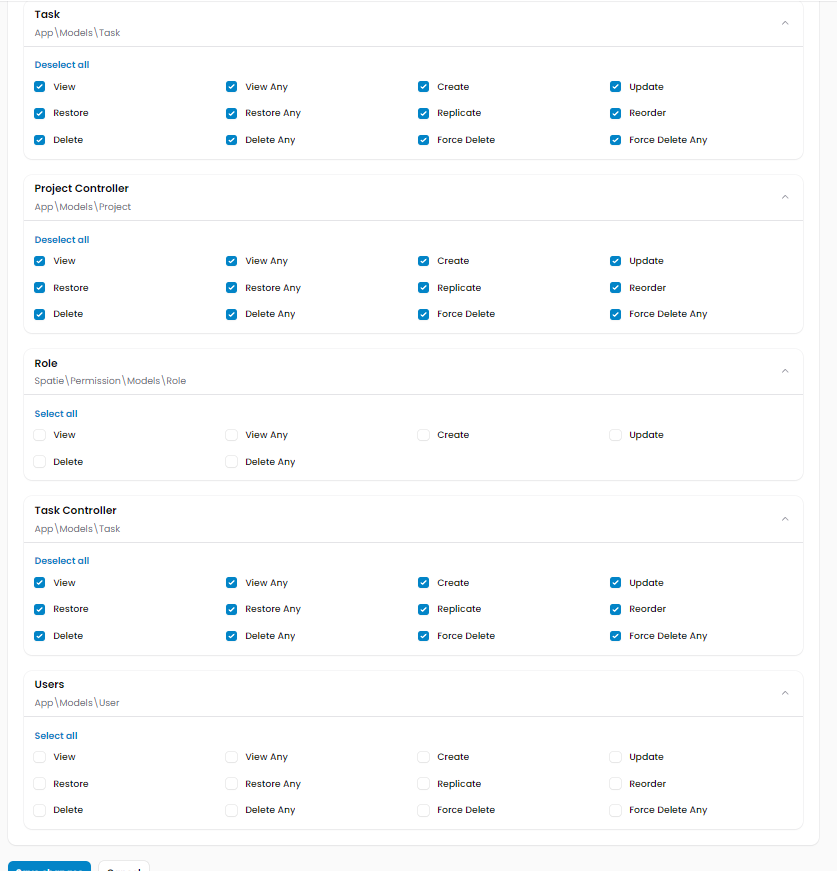 Task
App\Models\Task
Deselect all
View View Any Create Update
Restore Restore Any Replicate Reorder
Delete Delete Any Force Delete Force Delete Any
Project Controller
App\Models\Project
Deselect all
View View Any Create Update
Restore Restore Any Replicate Reorder
Delete Delete Any Force Delete Force Delete Any
Role
Spatie\Permission\Models\Role
Select all
View View Any Create Update
Delete Delete Any
Task Controller
App\Models\Task
Deselect all
View View Any Create Update
Restore Restore Any Replicate Reorder
Delete Delete Any Force Delete Force Delete Any
Users
App\Models\User
Select all
View View Any Create Update
Restore Restore Any Replicate Reorder
Delete Delete Any Force Delete Force Delete Any